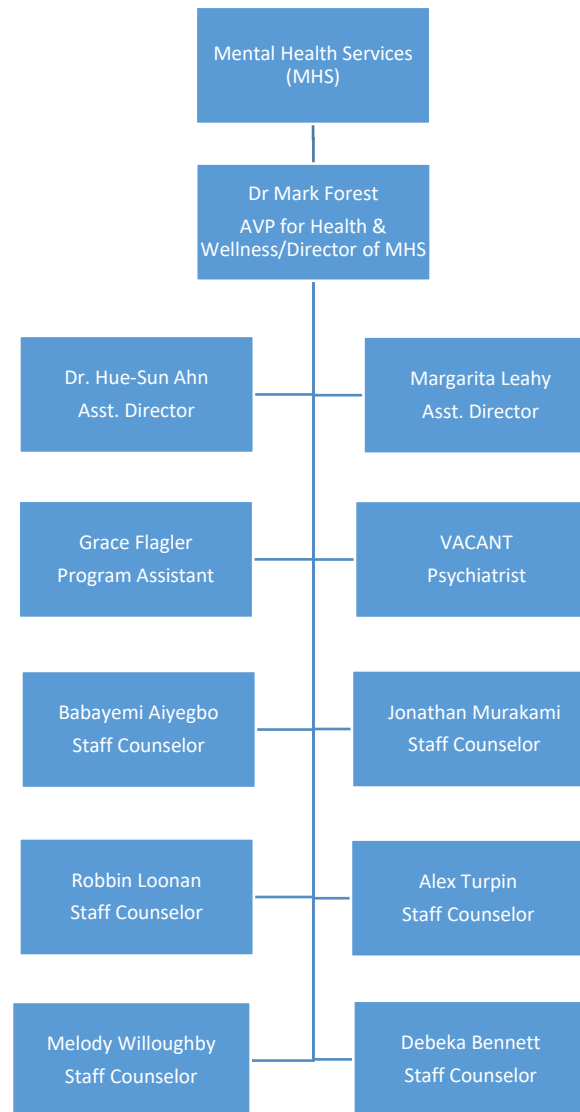 Mental Health Services
(MHS)
Dr Mark Forest
AVP for Health &
Wellness/Director of MHS
Dr. Hue-Sun Ahn
Asst. Director
Margarita Leahy
Asst. Director
Grace Flagler
Program Assistant
VACANT
Psychiatrist
Babayemi Aiyegbo
Staff Counselor
Jonathan Murakami
Staff Counselor
Robbin Loonan
Staff Counselor
Alex Turpin
Staff Counselor
Melody Willoughby
Staff Counselor
Debeka Bennett
Staff Counselor